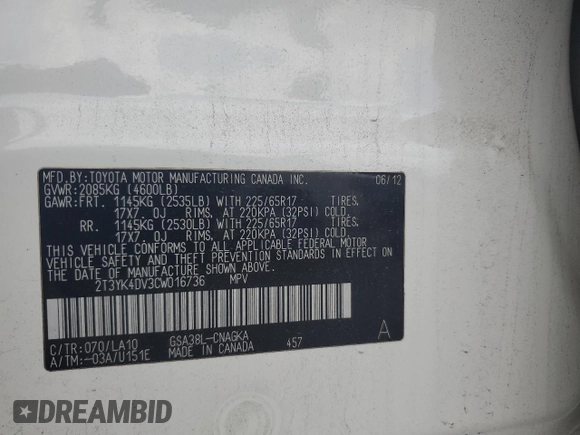 MFD.BY:TOYOTA MOTOR MANUFACTURING CANADA INC. 06/12
GVWR:2085KG (4600LB)
GAWR:FRT. 1145KG (2535LB) WITH 225/65R17 TIRES.
17X7. OJ RIMS, AT 220KPA (32PSI) COLD.
RR. 1145KG (2530LB) WITH 225/65R17 TIRES.
17X7. OJ RIMS, AT 220KPA (32PSI) COLD.
THIS VEHICLE CONFORMS TO ALL APPLICABLE FEDERAL MOTOR
VEHICLE SAFETY AND THEFT PREVENTION STANDARDS IN EFFECT ON
THE DATE OF MANUFACTURE SHOWN ABOVE.
2T3YK4DV3CW016736 MPV
C/TR:070/LA10 GSA38L-CNAGKA A
A/TM:-03A/U151E MADE IN CANADA 457
DREAMBID